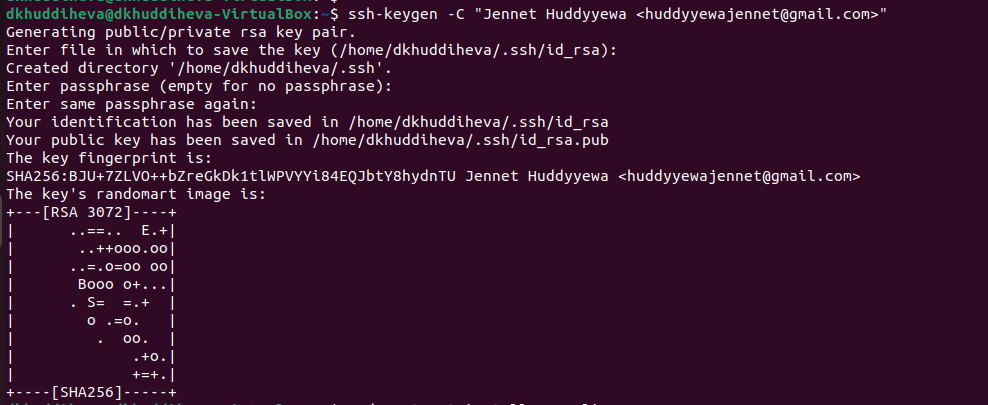 dkhuddiheva@dkhuddiheva-VirtualBox:~$ ssh-keygen -C "Jennet Huddyyewa <huddyyewajennet@gmail.com>"
Generating public/private rsa key pair.
Enter file in which to save the key (/home/dkhuddiheva/.ssh/id_rsa):
Created directory '/home/dkhuddiheva/.ssh'.
Enter passphrase (empty for no passphrase):
Enter same passphrase again:
Your identification has been saved in /home/dkhuddiheva/.ssh/id_rsa
Your public key has been saved in /home/dkhuddiheva/.ssh/id_rsa.pub
The key fingerprint is:
SHA256:BJU+7ZLVO++bZreGkDk1tlWPVYYi84EQJbtY8hydnTU Jennet Huddyyewa <huddyyewajennet@gmail.com>
The key's randomart image is:
+---[RSA 3072]----+
|      ..==..  E.+|
|       ..++ooo.oo|
|      ..=.o=oo oo|
|       Booo o+...|
|      . S=  =.+  |
|        o .=o.   |
|         .  oo.  |
|             .+o.|
|             +=+.|
+----[SHA256]-----+